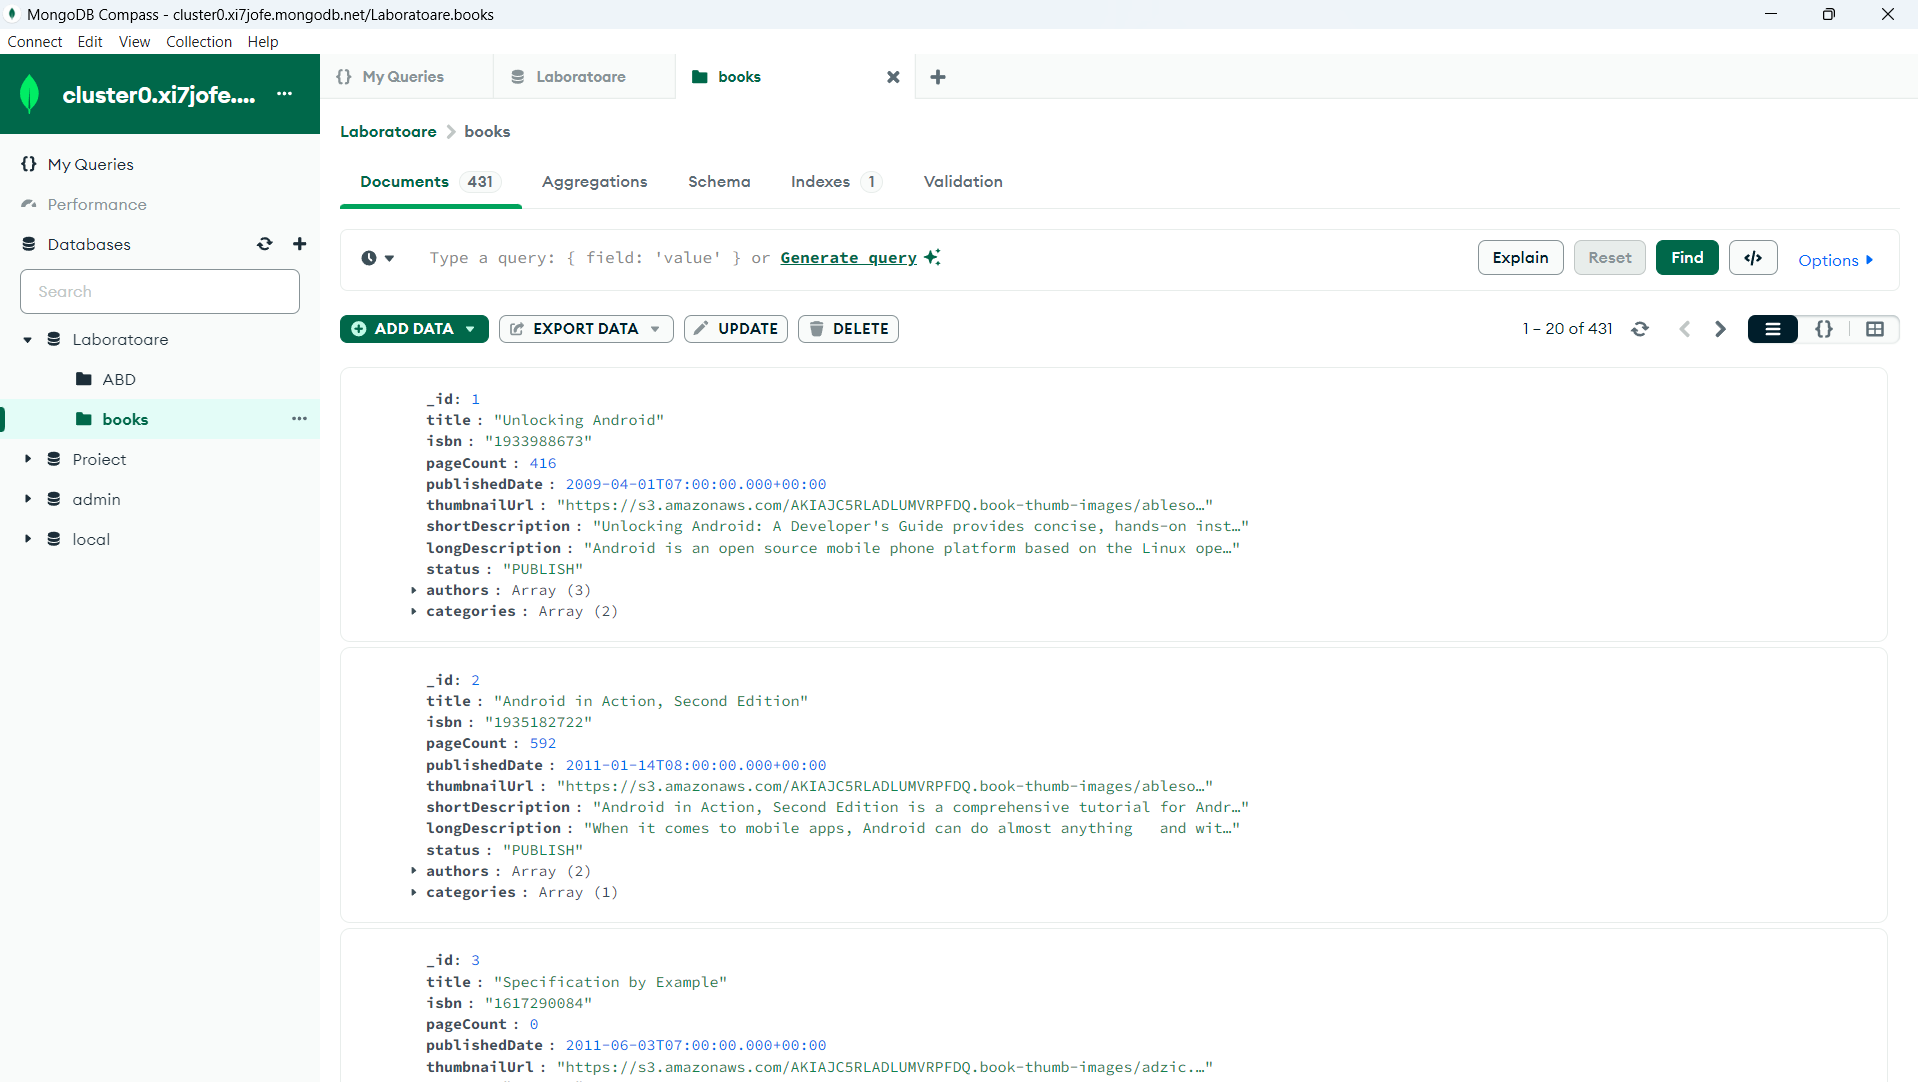 MongoDB Compass - cluster0.xi7jofe.mongodb.net/Laboratoare.books
Connect Edit View Collection Help
cluster0.xi7jofe....
My Queries
Performance
Databases
Search
Laboratoare
ABD
books
Proiect
admin
local
{} My Queries Laboratoare books
Laboratoare > books
Documents 431 Aggregations Schema Indexes 1 Validation
Type a query: { field: 'value' } or Generate query Explain Reset Find </> Options
ADD DATA EXPORT DATA UPDATE DELETE 1 – 20 of 431 {}
_id: 1
title : "Unlocking Android"
isbn : "1933988673"
pageCount : 416
publishedDate : 2009-04-01T07:00:00.000+00:00
thumbnailUrl : "https://s3.amazonaws.com/AKIAJC5RLADLUMVRPFDQ.book-thumb-images/ableso…"
shortDescription : "Unlocking Android: A Developer's Guide provides concise, hands-on inst…"
longDescription : "Android is an open source mobile phone platform based on the Linux ope…"
status : "PUBLISH"
authors : Array (3)
categories : Array (2)
_id: 2
title : "Android in Action, Second Edition"
isbn : "1935182722"
pageCount : 592
publishedDate : 2011-01-14T08:00:00.000+00:00
thumbnailUrl : "https://s3.amazonaws.com/AKIAJC5RLADLUMVRPFDQ.book-thumb-images/ableso…"
shortDescription : "Android in Action, Second Edition is a comprehensive tutorial for Andr…"
longDescription : "When it comes to mobile apps, Android can do almost anything   and wit…"
status : "PUBLISH"
authors : Array (2)
categories : Array (1)
_id: 3
title : "Specification by Example"
isbn : "1617290084"
pageCount : 0
publishedDate : 2011-06-03T07:00:00.000+00:00
thumbnailUrl : "https://s3.amazonaws.com/AKIAJC5RLADLUMVRPFDQ.book-thumb-images/adzic.…"